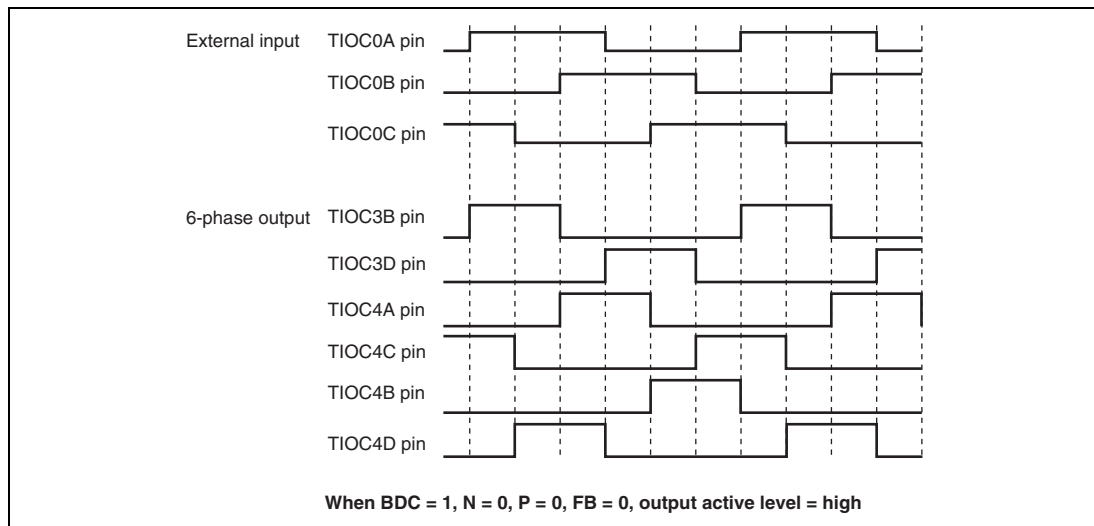 External input TIOC0A pin
TIOC0B pin
TIOC0C pin
6-phase output TIOC3B pin
TIOC3D pin
TIOC4A pin
TIOC4C pin
TIOC4B pin
TIOC4D pin
When BDC = 1, N = 0, P = 0, FB = 0, output active level = high